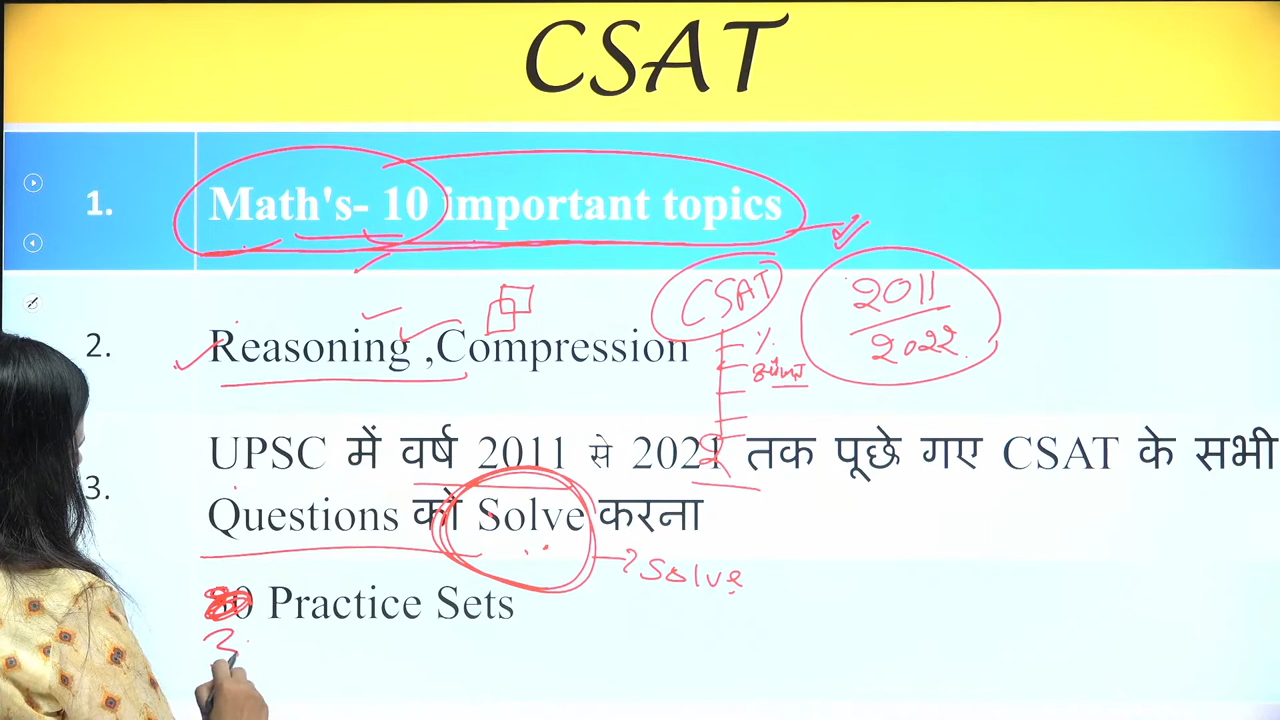 CSAT
1. Math's- 10 important topics
CSAT
2011
2022
2. Reasoning ,Compression
%
3. UPSC में वर्ष 2011 से 2021 तक पूछे गए CSAT के सभी
Questions को Solve करना
→ Solve
Practice Sets